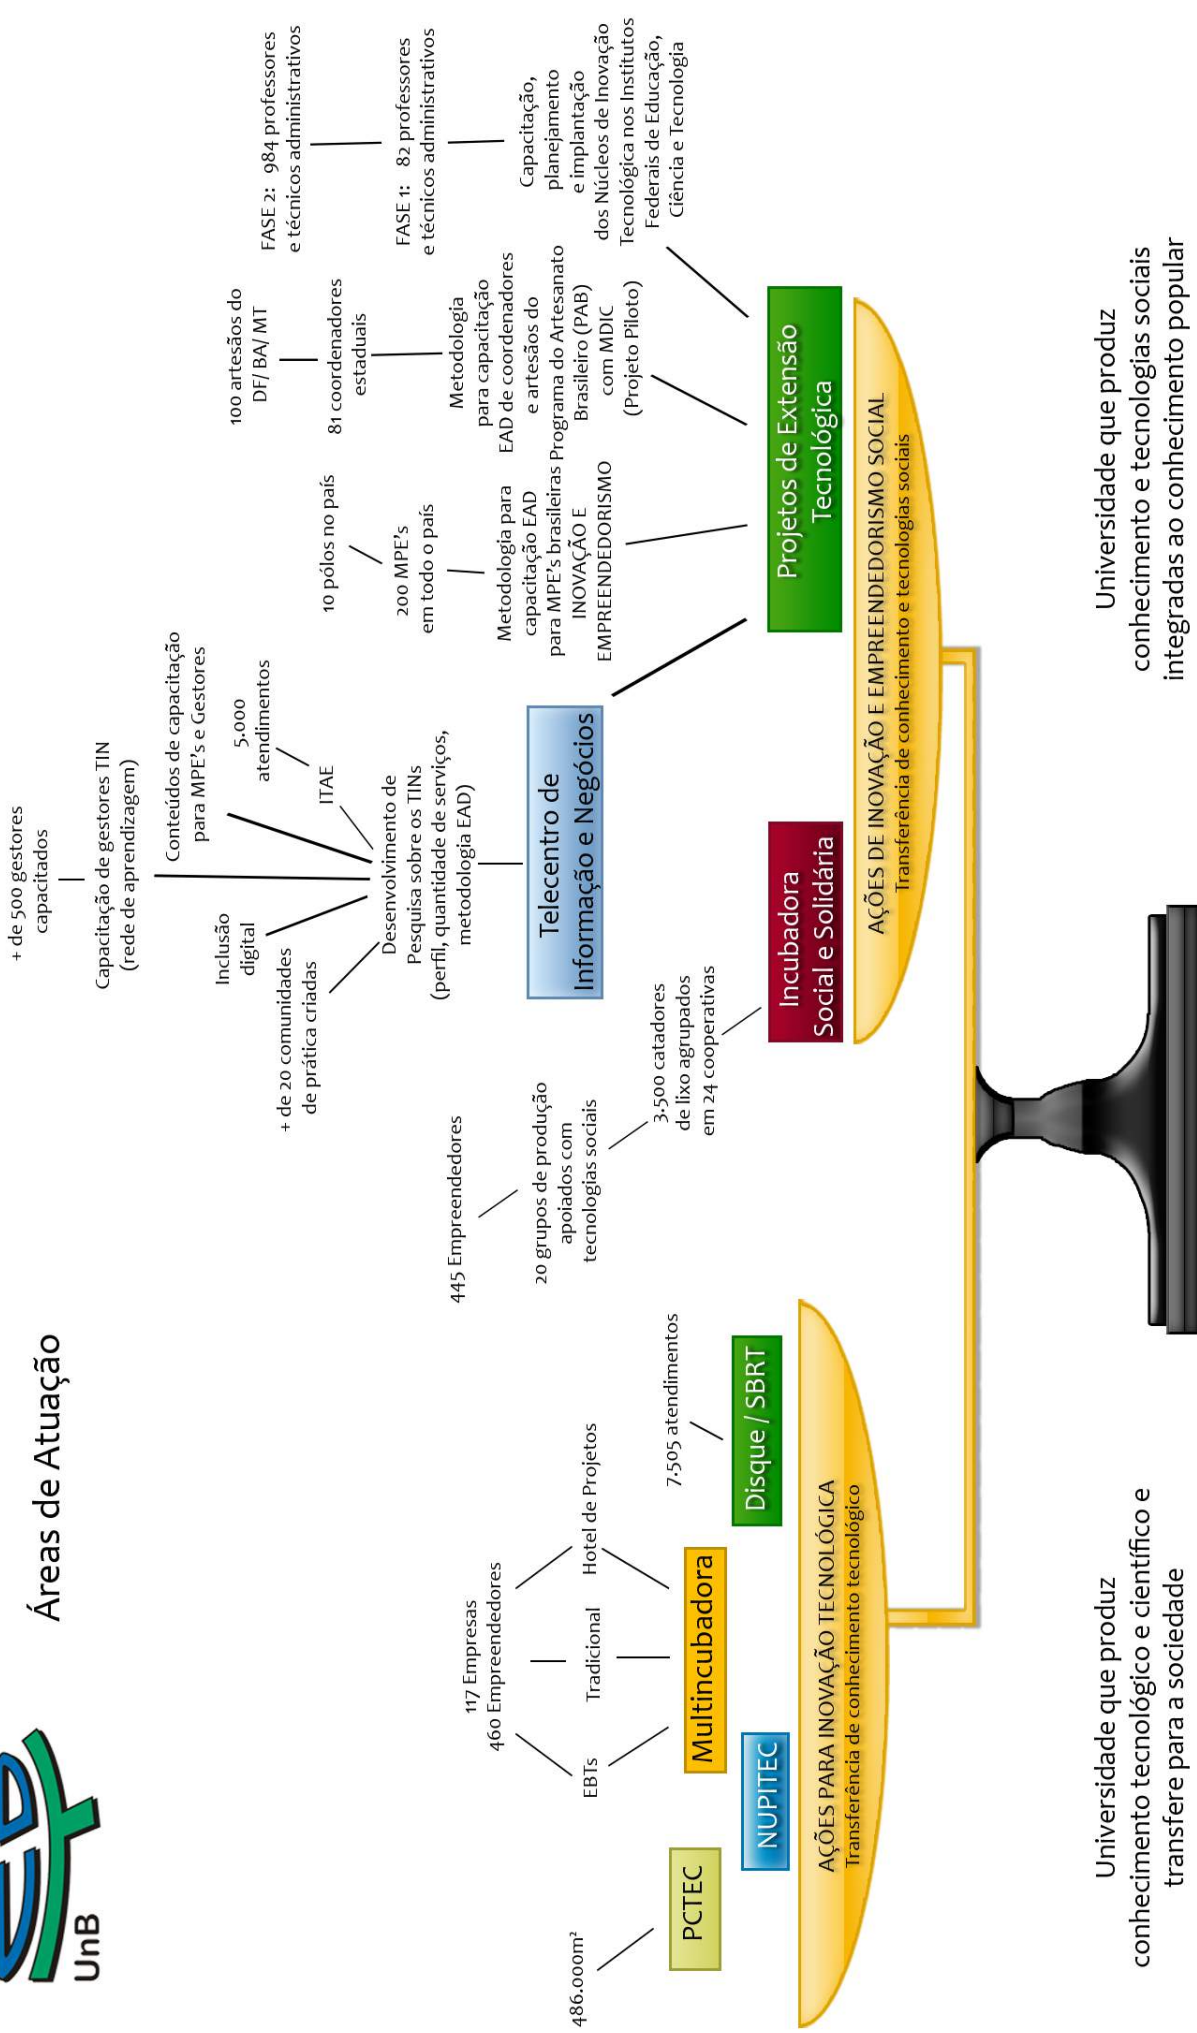 UnB
Áreas de Atuação
486.000m²
PCTEC
NUPITEC
117 Empresas
460 Empreendedores
EBTs
Tradicional
Hotel de Projetos
Multincubadora
7.505 atendimentos
Disque / SBRT
AÇÕES PARA INOVAÇÃO TECNOLÓGICA
Transferência de conhecimento tecnológico
Universidade que produz
conhecimento tecnológico e científico e
transfere para a sociedade
445 Empreendedores
20 grupos de produção
apoiados com
tecnologias sociais
3.500 catadores
de lixo agrupados
em 24 cooperativas
Incubadora
Social e Solidária
+ de 500 gestores
capacitados
Capacitação de gestores TIN
(rede de aprendizagem)
Conteúdos de capacitação
para MPE's e Gestores
Inclusão
digital
+ de 20 comunidades
de prática criadas
5.000
atendimentos
ITAE
Desenvolvimento de
Pesquisa sobre os TINs
(perfil, quantidade de serviços,
metodologia EAD)
Telecentro de
Informação e Negócios
10 pólos no país
200 MPE's
em todo o país
Metodologia para
capacitação EAD
para MPE's brasileiras
INOVAÇÃO E
EMPREENDEDORISMO
100 artesãos do
DF/ BA/ MT
81 coordenadores
estaduais
Metodologia
para capacitação
EAD de coordenadores
e artesãos do
Programa do Artesanato
Brasileiro (PAB)
com MDIC
(Projeto Piloto)
FASE 2: 984 professores
e técnicos administrativos
FASE 1: 82 professores
e técnicos administrativos
Capacitação,
planejamento
e implantação
dos Núcleos de Inovação
Tecnológica nos Institutos
Federais de Educação,
Ciência e Tecnologia
Projetos de Extensão
Tecnológica
AÇÕES DE INOVAÇÃO E EMPREENDEDORISMO SOCIAL
Transferência de conhecimento e tecnologias sociais
Universidade que produz
conhecimento e tecnologias sociais
integradas ao conhecimento popular